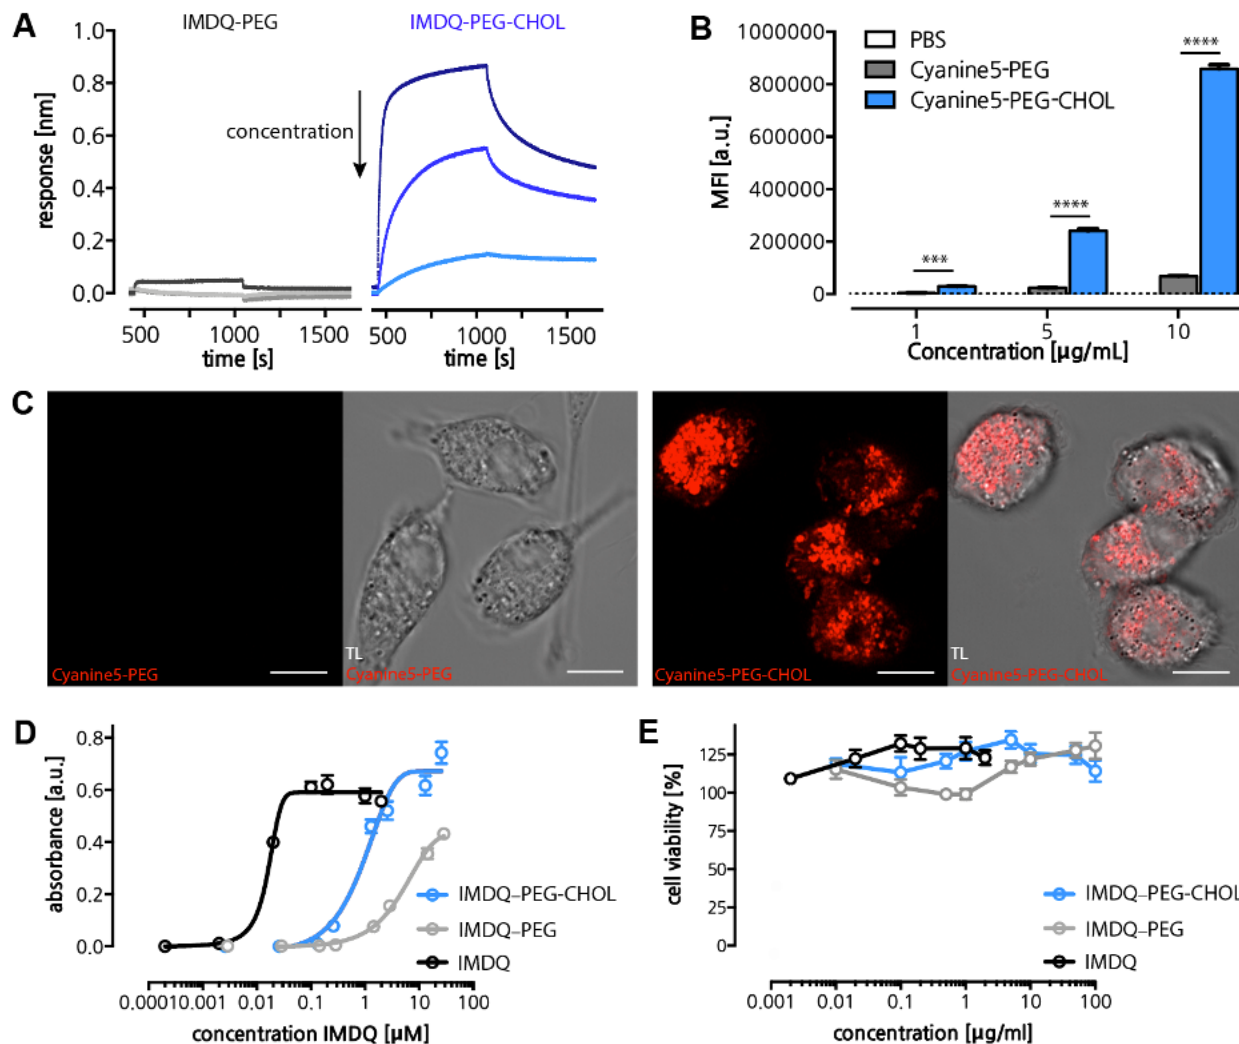 A
IMDQ-PEG
IMDQ-PEG-CHOL
response [nm]
1.0
0.8
0.6
0.4
0.2
0.0
concentration
500
1000
1500
time [s]
500
1000
1500
time [s]
B
MFI [a.u.]
1000000
800000
600000
400000
200000
0
PBS
Cyanine5-PEG
Cyanine5-PEG-CHOL
***
****
****
1
5
10
Concentration [µg/mL]
C
Cyanine5-PEG
TL
Cyanine5-PEG
Cyanine5-PEG-CHOL
TL
Cyanine5-PEG-CHOL
D
absorbance [a.u.]
0.8
0.6
0.4
0.2
0.0
IMDQ-PEG-CHOL
IMDQ-PEG
IMDQ
0.0001
0.001
0.01
0.1
1
10
100
concentration IMDQ [µM]
E
cell viability [%]
125
100
75
50
25
0
IMDQ-PEG-CHOL
IMDQ-PEG
IMDQ
0.001
0.01
0.1
1
10
100
concentration [µg/ml]